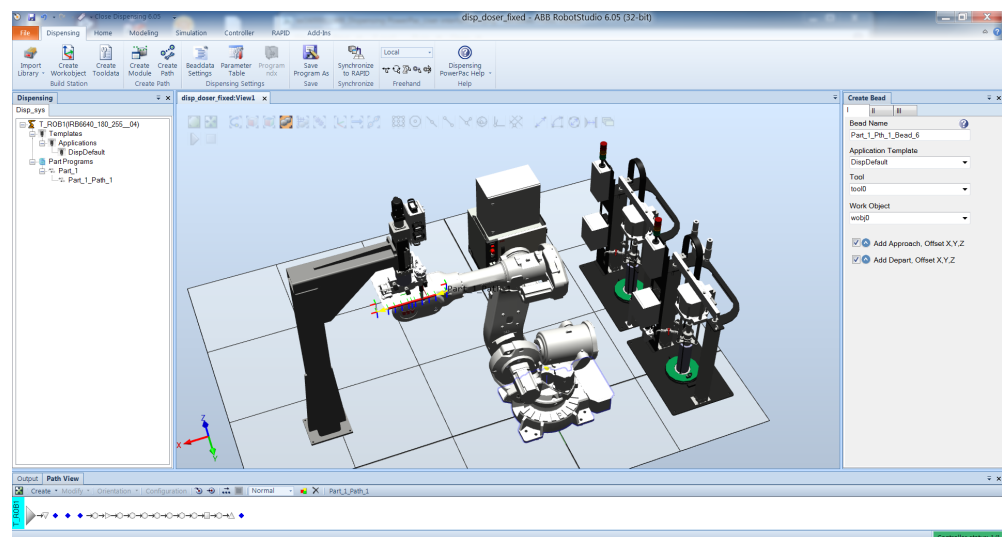 Close Dispensing 6.05
disp_doser_fixed - ABB RobotStudio 6.05 (32-bit)
File Dispensing Home Modeling Simulation Controller RAPID Add-Ins
Import Library
Create Workobject
Create Tooldata
Create Module
Create Path
Beaddata Settings
Parameter Table
Program ndx
Save Program As
Synchronize to RAPID
Local
Dispensing PowerPac Help
Build Station Create Path Dispensing Settings Save Synchronize Freehand Help
Dispensing
Disp_sys
T_ROB1(IRB6640_180_255__04)
Templates
Applications
DispDefault
Part Programs
Part_1
Part_1_Path_1
disp_doser_fixed:View1
Z
X
Y
Create Bead
I II III
Bead Name
Part_1_Pth_1_Bead_6
Application Template
DispDefault
Tool
tool0
Work Object
wobj0
Add Approach, Offset X,Y,Z
Add Depart, Offset X,Y,Z
Output Path View
Create Modify Orientation Configuration Normal Part_1_Path_1
T_ROB1